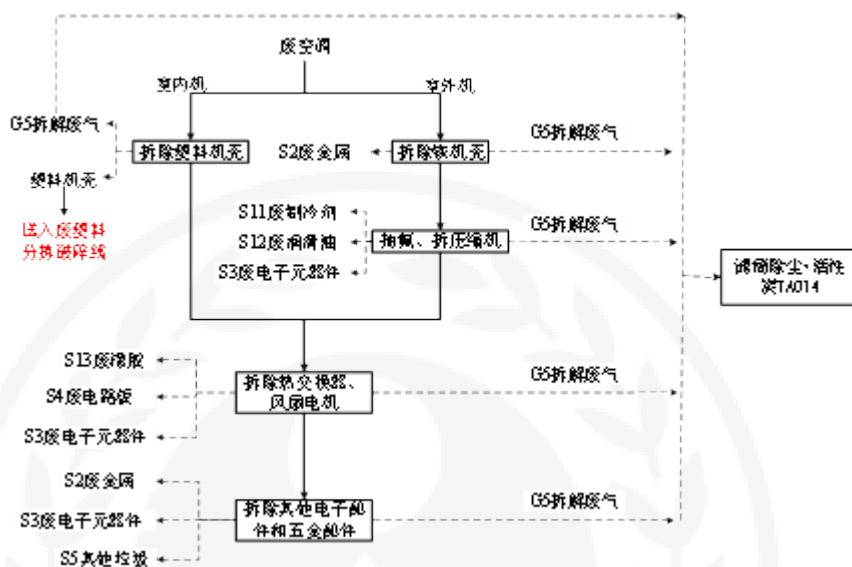 废空调
室内机
室外机
G5拆解废气
拆除塑料机壳
S2废金属
拆除铁机壳
G5拆解废气
塑料机壳
送入废塑料
分拣破碎线
S11废制冷剂
S12废润滑油
S3废电子元器件
抽氟、拆压缩机
G5拆解废气
滤筒除尘+活性
炭TA014
S13废橡胶
S4废电路板
S3废电子元器件
拆除热交换器、
风扇电机
G5拆解废气
S2废金属
S3废电子元器件
S5其他垃圾
拆除其他电子配
件和五金配件
G5拆解废气